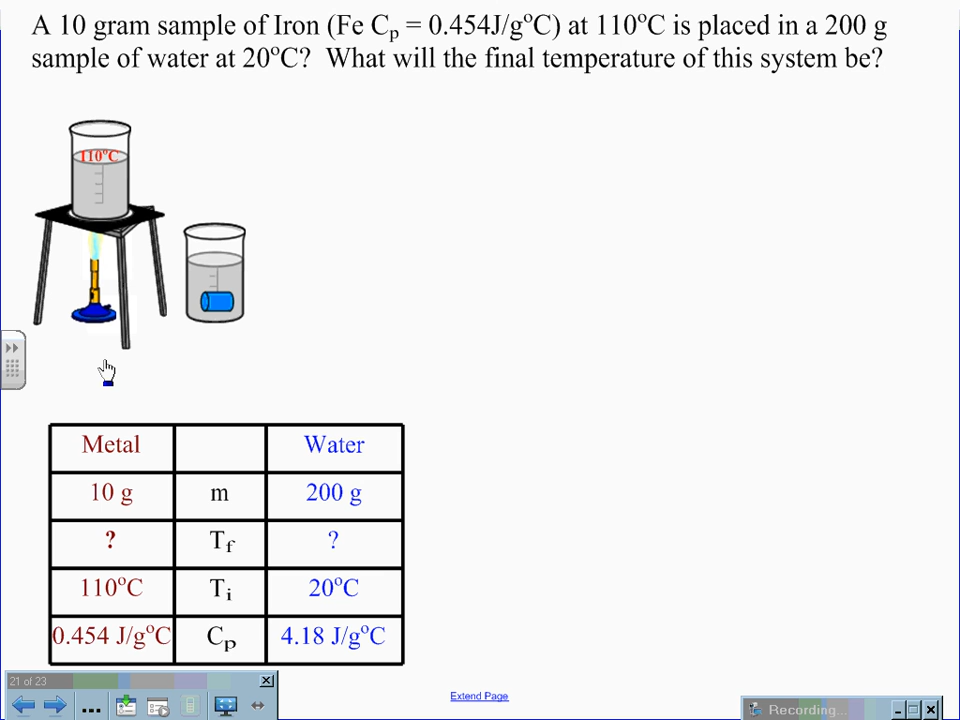 A 10 gram sample of Iron (Fe Cp = 0.454J/g°C) at 110°C is placed in a 200 g
sample of water at 20°C?  What will the final temperature of this system be?
110°C
Metal Water
10 g m 200 g
? Tf ?
110°C Ti 20°C
0.454 J/g°C Cp 4.18 J/g°C
21 of 23
Extend Page
Recording...